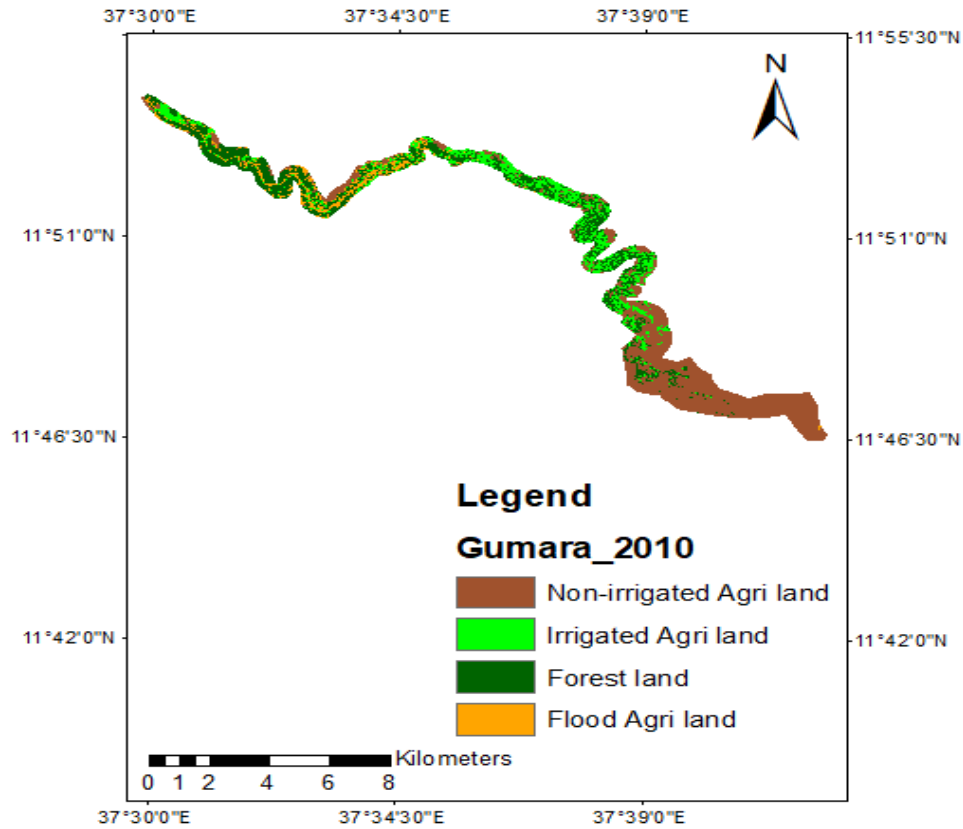 37°30'0"E 37°34'30"E 37°39'0"E
11°55'30"N
N
11°51'0"N 11°51'0"N
11°46'30"N 11°46'30"N
Legend
Gumara_2010
Non-irrigated Agri land
Irrigated Agri land
11°42'0"N 11°42'0"N
Forest land
Flood Agri land
Kilometers
0 1 2 4 6 8
37°30'0"E 37°34'30"E 37°39'0"E